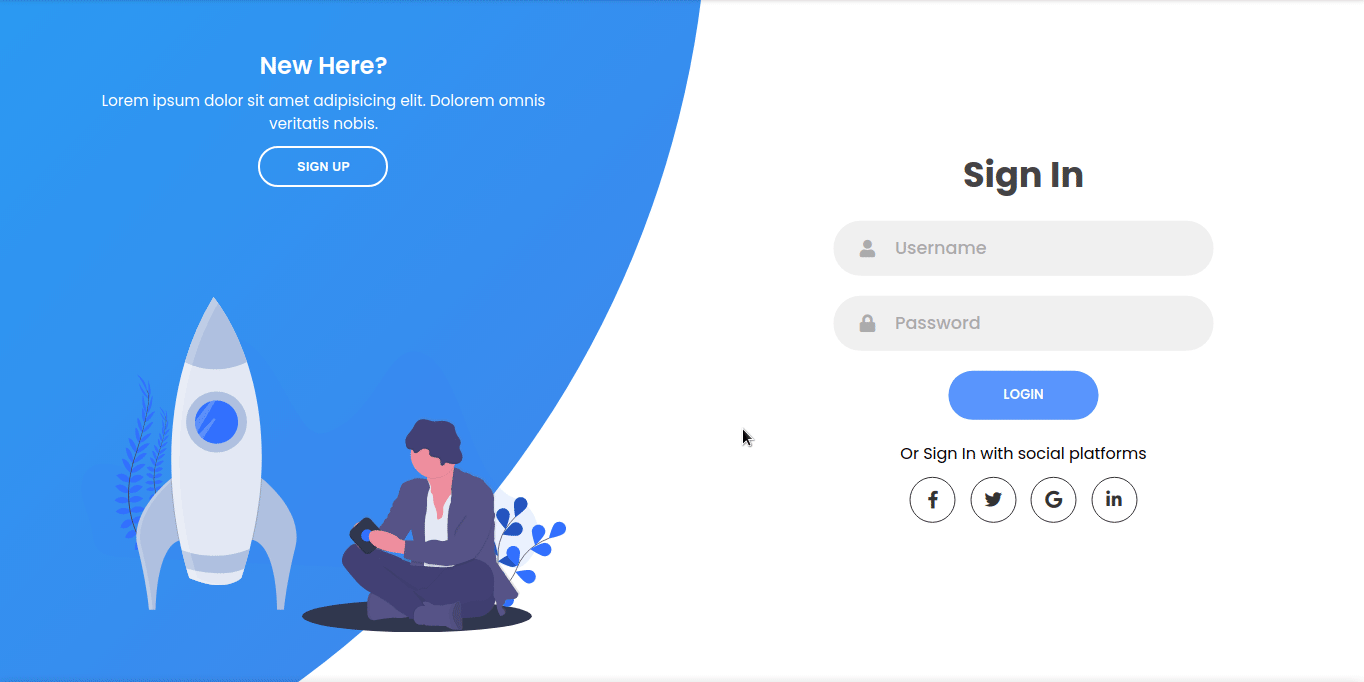 New Here?
Lorem ipsum dolor sit amet adipisicing elit. Dolorem omnis
veritatis nobis.
SIGN UP
Sign In
Username
Password
LOGIN
Or Sign In with social platforms